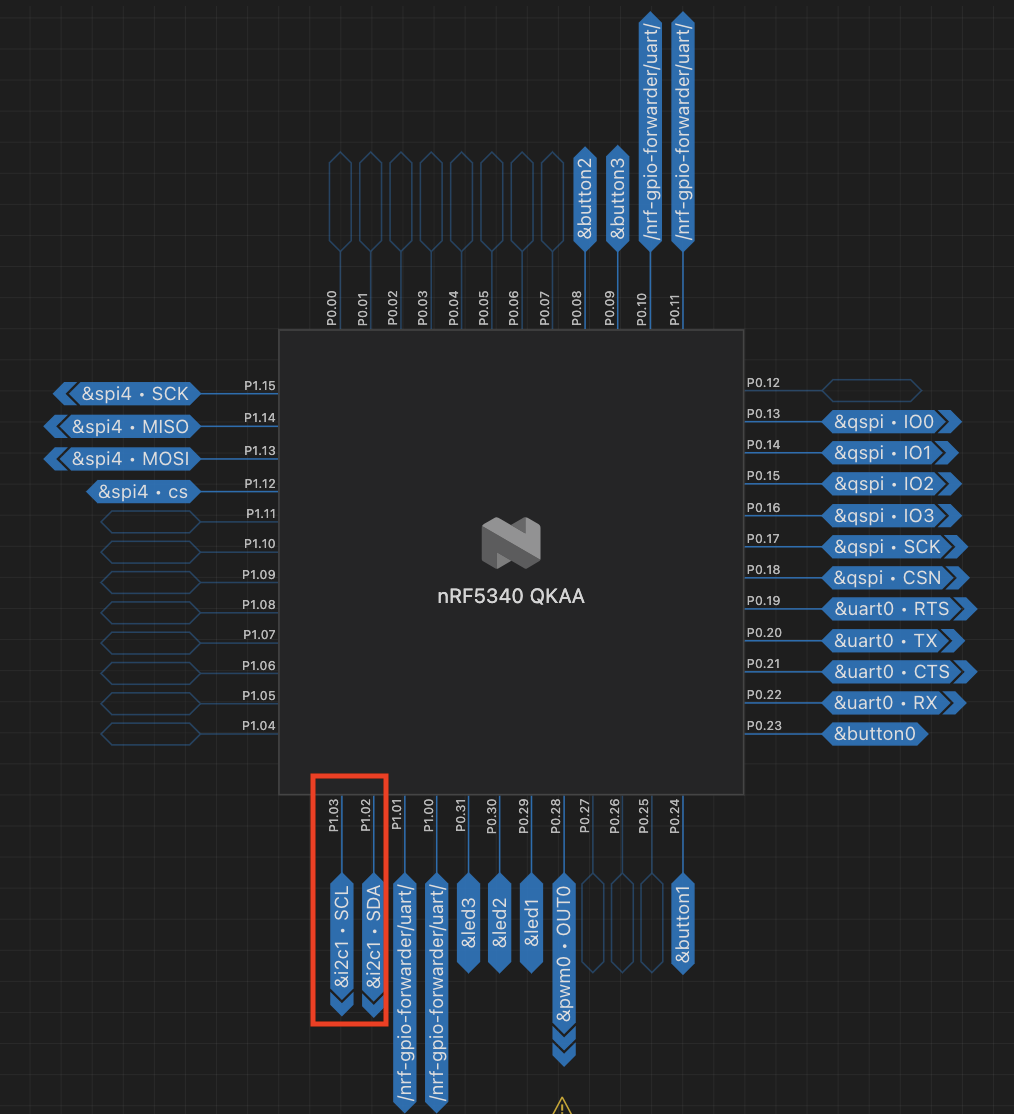 /nrf-gpio-forwarder/uart/
/nrf-gpio-forwarder/uart/
&button2
&button3
P0.00
P0.01
P0.02
P0.03
P0.04
P0.05
P0.06
P0.07
P0.08
P0.09
P0.10
P0.11
&spi4 • SCK
P1.15
&spi4 • MISO
P1.14
&spi4 • MOSI
P1.13
&spi4 • cs
P1.12
P1.11
P1.10
P1.09
P1.08
P1.07
P1.06
P1.05
P1.04
nRF5340 QKAA
P0.12
P0.13
&qspi • IO0
P0.14
&qspi • IO1
P0.15
&qspi • IO2
P0.16
&qspi • IO3
P0.17
&qspi • SCK
P0.18
&qspi • CSN
P0.19
&uart0 • RTS
P0.20
&uart0 • TX
P0.21
&uart0 • CTS
P0.22
&uart0 • RX
P0.23
&button0
P1.03
P1.02
P1.01
P1.00
P0.31
P0.30
P0.29
P0.28
P0.27
P0.26
P0.25
P0.24
&i2c1 • SCL
&i2c1 • SDA
/nrf-gpio-forwarder/uart/
/nrf-gpio-forwarder/uart/
&led3
&led2
&led1
&pwm0 • OUT0
&button1